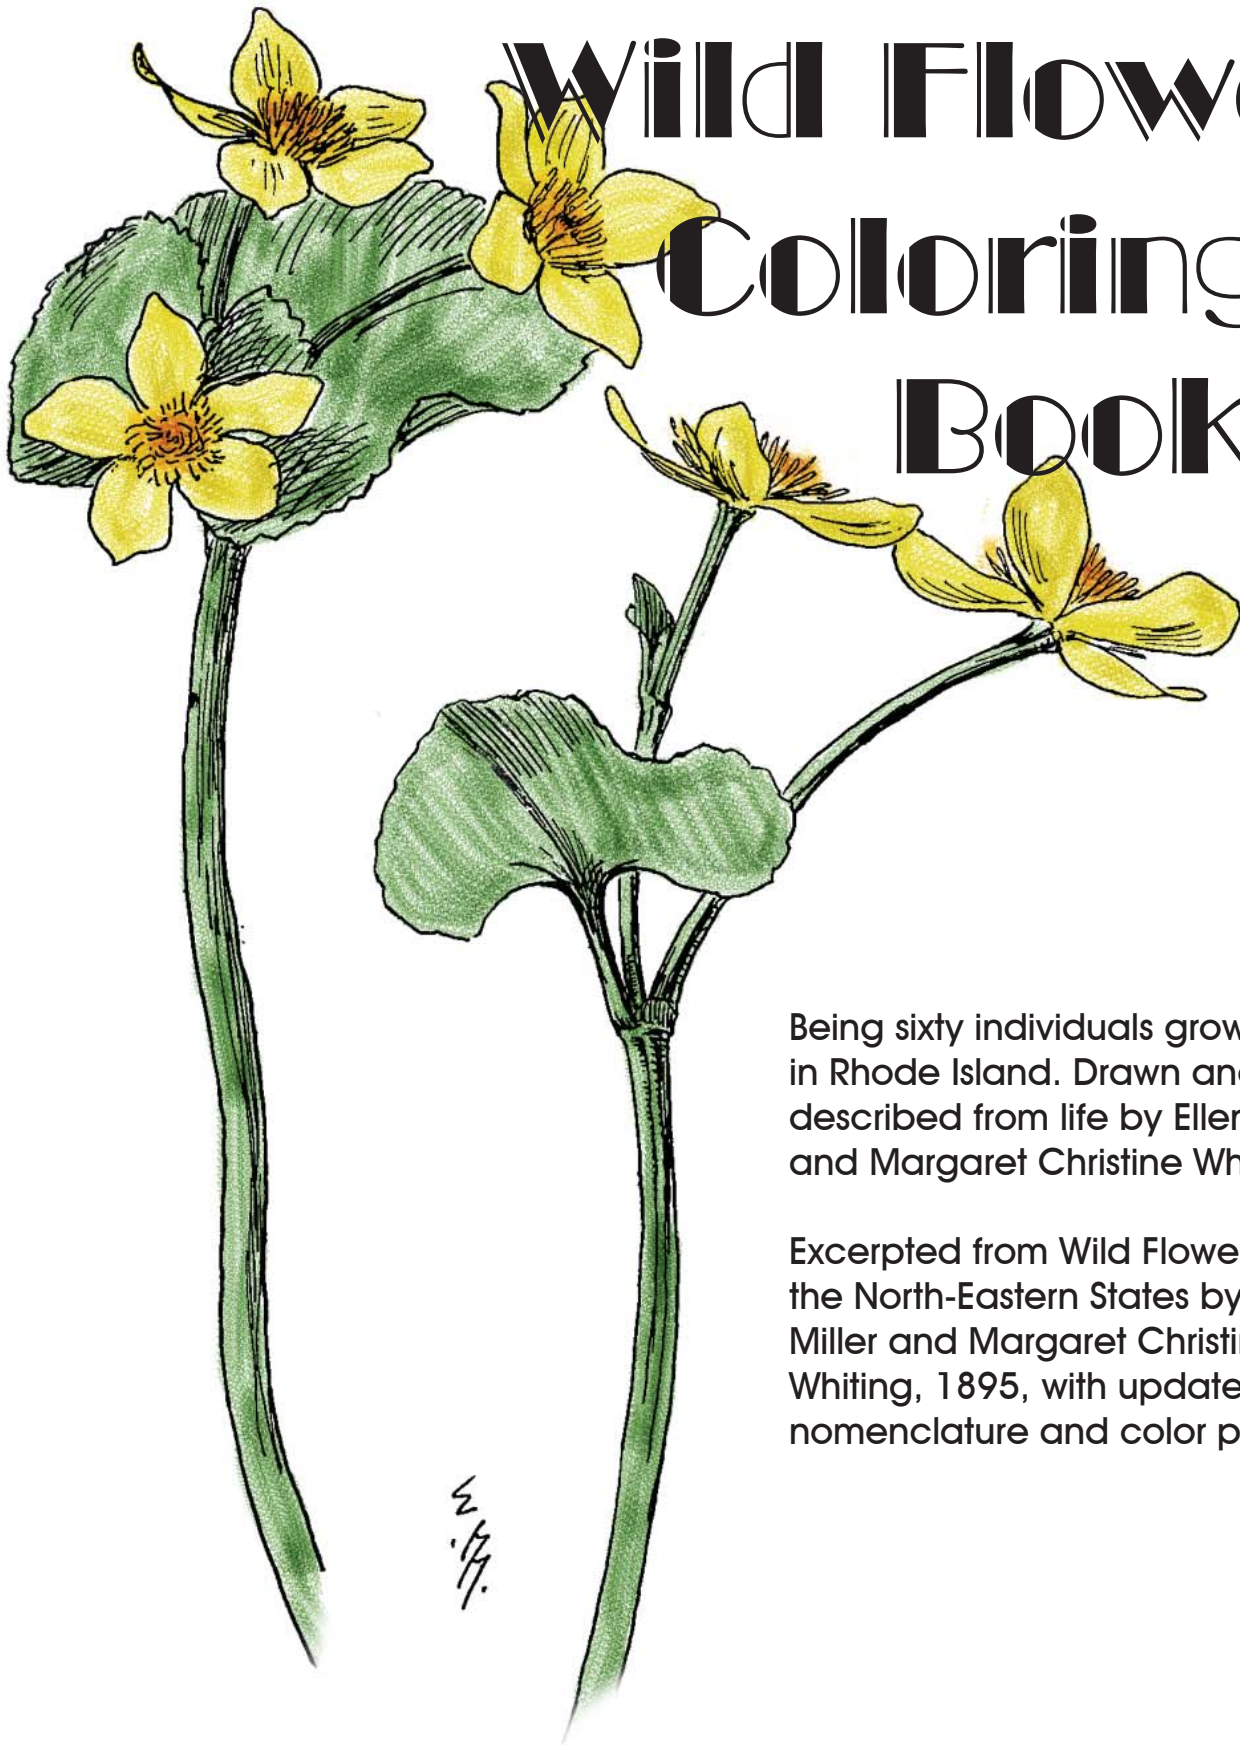 Wild Flow
Coloring
Book
Being sixty individuals grow
in Rhode Island. Drawn and
described from life by Ellen
and Margaret Christine Wh
Excerpted from Wild Flowe
the North-Eastern States by
Miller and Margaret Christin
Whiting, 1895, with update
nomenclature and color p